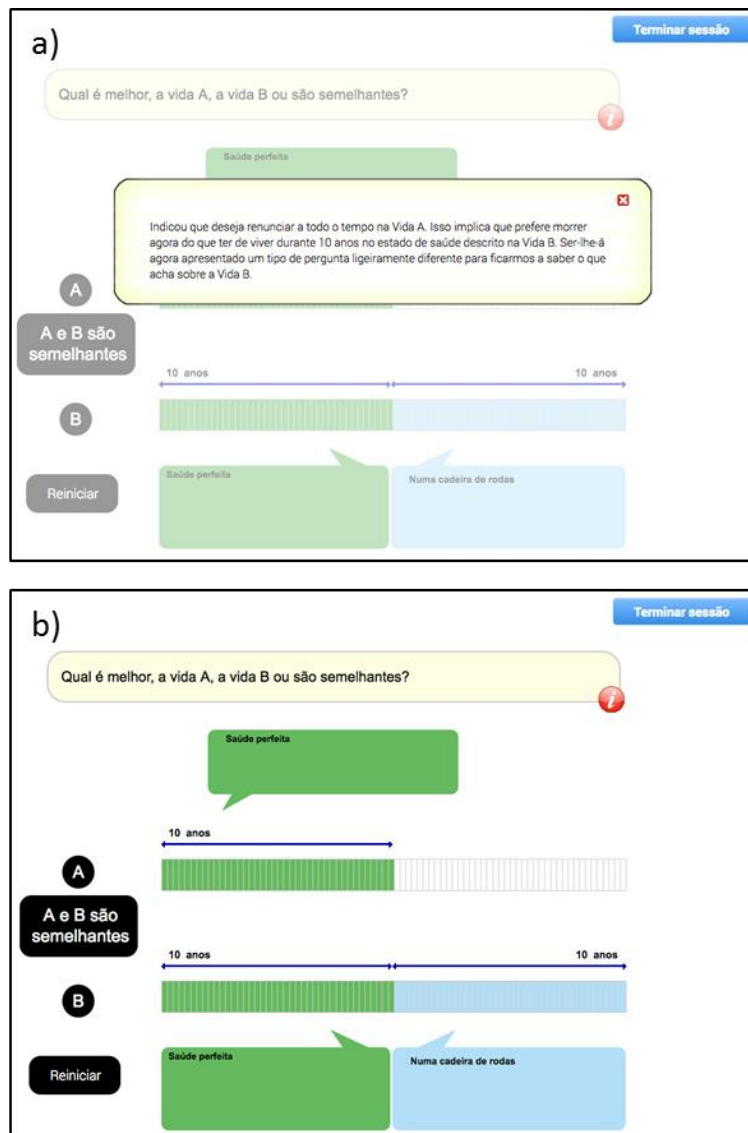 a)
Terminar sessão
Qual é melhor, a vida A, a vida B ou são semelhantes?
i
Saúde perfeita
Indicou que deseja renunciar a todo o tempo na Vida A. Isso implica que prefere morrer
agora do que ter de viver durante 10 anos no estado de saúde descrito na Vida B. Ser-lhe-á
agora apresentado um tipo de pergunta ligeiramente diferente para ficarmos a saber o que
acha sobre a Vida B.
A
A e B são
semelhantes
10 anos
10 anos
B
Saúde perfeita
Numa cadeira de rodas
Reiniciar
b)
Terminar sessão
Qual é melhor, a vida A, a vida B ou são semelhantes?
i
Saúde perfeita
10 anos
A
A e B são
semelhantes
10 anos
10 anos
B
Saúde perfeita
Numa cadeira de rodas
Reiniciar